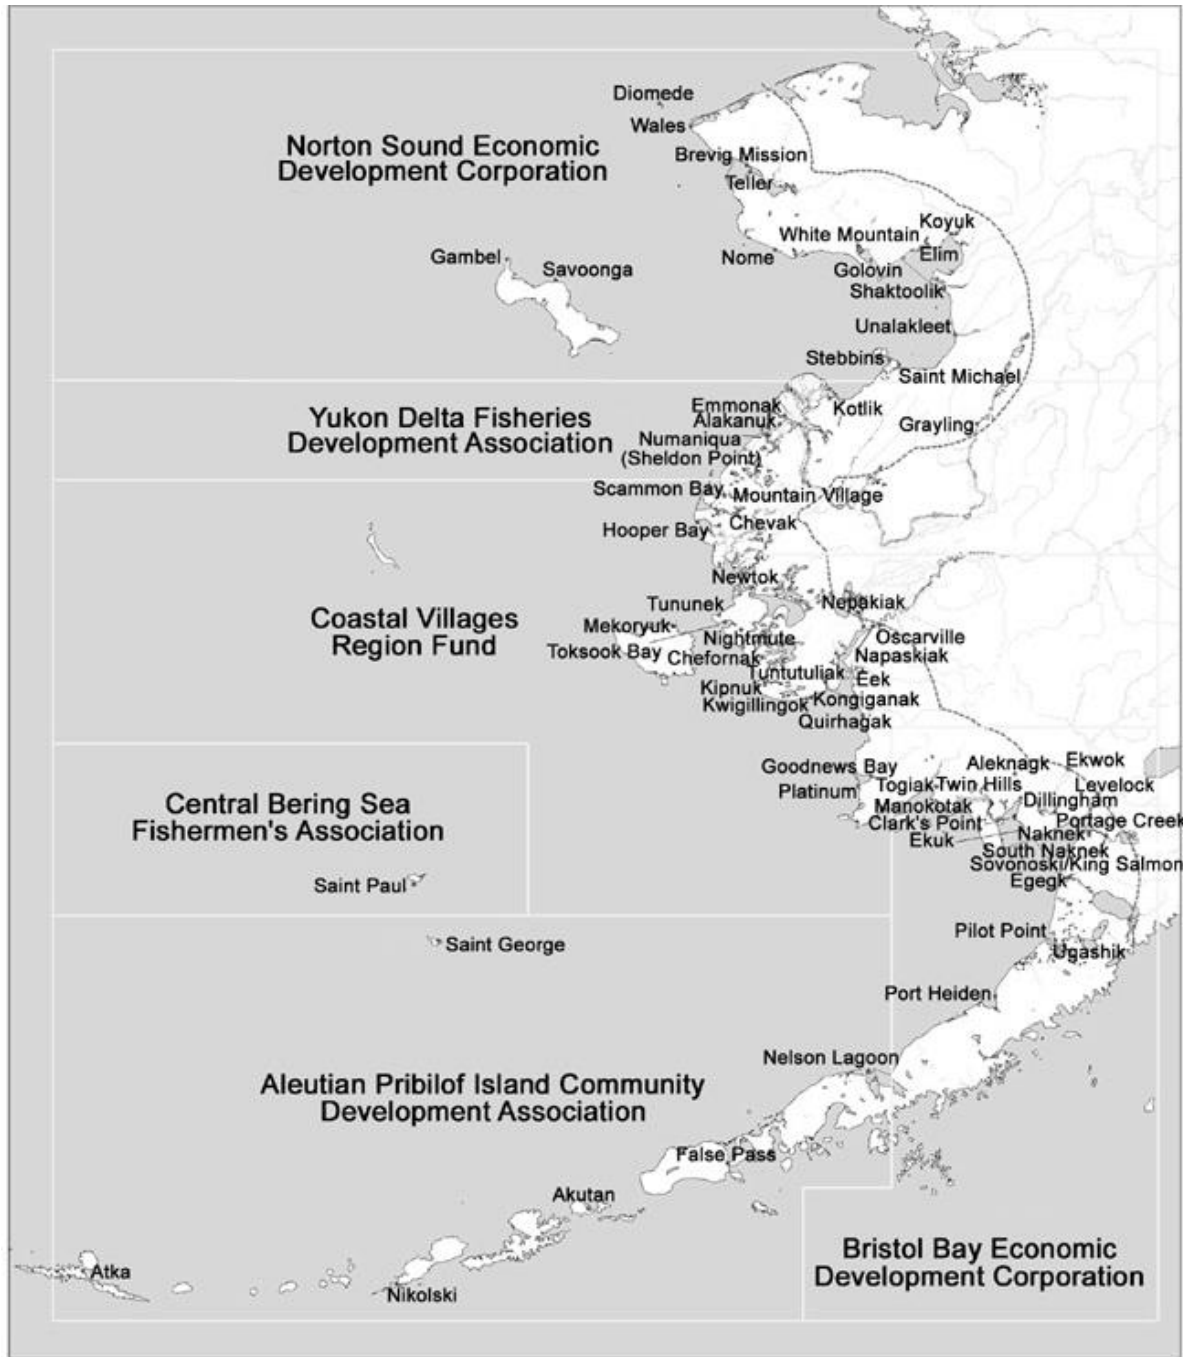 Diomede
Wales
Norton Sound Economic
Development Corporation
Brevig Mission
Teller
Koyuk
White Mountain
Elim
Nome
Gambel
Savoonga
Golovin
Shaktoolik
Unalakleet
Stebbins
Saint Michael
Yukon Delta Fisheries
Development Association
Emmonak
Kotlik
Alakanuk
Grayling
Numaniqua
(Sheldon Point)
Scammon Bay
Mountain Village
Hooper Bay
Chevak
Newtok
Coastal Villages
Region Fund
Tununek
Nepakiak
Mekoryuk
Nightmute
Oscarville
Toksook Bay
Chefornak
Napaskiak
Tuntutuliak
Eek
Kipnuk
Kongiganak
Kwigillingok
Quirhagak
Goodnews Bay
Aleknagk
Ekwok
Platinum
Togiak
Twin Hills
Levelock
Manokotak
Dillingham
Clark's Point
Portage Creek
Ekuk
Naknek
South Naknek
Sovonoski/King Salmon
Egegk
Central Bering Sea
Fishermen's Association
Saint Paul
Saint George
Pilot Point
Ugashik
Port Heiden
Nelson Lagoon
Aleutian Pribilof Island Community
Development Association
False Pass
Akutan
Atka
Nikolski
Bristol Bay Economic
Development Corporation